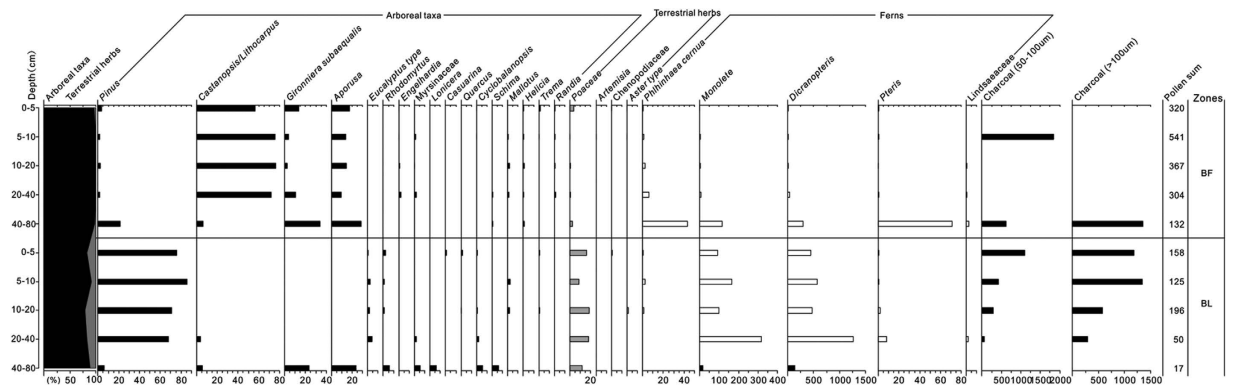 Arboreal taxa
Terrestrial herbs
Ferns
Depth(cm)
Arboreal taxa
Terrestrial herbs
Pinus
Castanopsis/Lithocarpus
Gironniera subaequalis
Aporusa
Eucalyptus type
Rhodomyrtus
Engelhardia
Myrsinaceae
Lonicera
Casuarina
Quercus
Cyclobalanopsis
Schima
Mallotus
Helicia
Trema
Randia
Poaceae
Artemisia
Chenopodiaceae
Aster type
Philhinhaea cernua
Monolete
Dicranopteris
Pteris
Lindsaeaceae
Charcoal (50-100um)
Charcoal (>100um)
Pollen sum
Zones
0-5 320
5-10 541
10-20 367 BF
20-40 304
40-80 132
0-5 158
5-10 125
10-20 196 BL
20-40 50
40-80 17
(%) 50 100 20 40 60 80 20 40 60 80 20 40 20 20 20 40 100 200 300 400 500 1000 1500 20 40 60 80 500 1000 1500 2000 500 1000 1500